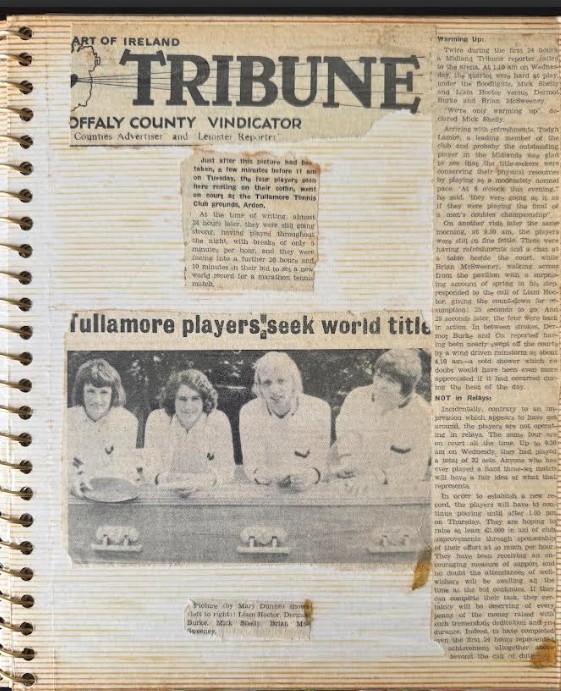 ART OF IRELAND
TRIBUNE
OFFALY COUNTY VINDICATOR
Counties Advertiser and Leinster Reporter
Just after this picture had been
taken, a few minutes before 11 am
on Tuesday, the four players seen
here resting on their coffin, went
on court at the Tullamore Tennis
Club grounds, Arden.
At the time of writing, almost
24 hours later, they were still going
strong, having played throughout
the night, with breaks of only 5
minutes per hour, and they were
facing into a further 26 hours and
10 minutes in their bid to set a new
world record for a marathon tennis
match.
Tullamore players seek world title
Picture (by Mary Dunne) shows
(left to right): Liam Hector, Dermot
Burke, Mick Shelly, Brian Mc-
Sweeney.
Warming Up:
Twice during the first 24 hours
a Midland Tribune reporter
to the arena. At 1.10 am on Wednes-
day, the quartet were hard at play,
under the floodlights, Mick Shelly
and Liam Hector versus Dermot
Burke and Brian McSweeney.
"We're only warming up", de-
clared Mick Shelly.
Arriving with refreshments,
a leading member of the
club and probably the outstanding
player in the Midlands was glad
to see that the title-seekers were
conserving their physical resources
by playing at a moderately normal
pace. "At 6 o'clock this evening,"
he said, "they were going at it as
if they were playing the final of
a men's doubles championship".
On another visit later the same
morning, at 9.30 am, the players
were still in fine fettle. They were
having refreshments and a chat at
a table beside the court, while
Brian McSweeney, walking across
from the pavilion with a surpris-
ing amount of spring in his step,
responded to the call of Liam Hec-
tor, giving the countdown for re-
sumption: 25 seconds to go. And
25 seconds later, the four were back
in action. In between strokes, Der-
mot Burke and Co. reported hav-
ing been nearly swept off the court
by a wind driven rainstorm at about
4.10 am—a cold shower which no
doubt would have been even more
appreciated if it had occurred dur-
ing the heat of the day.
NOT in Relays:
Incidentally, contrary to an im-
pression which appears to have got
around, the players are not operat-
ing in relays. The same four are
on court all the time. Up to 9.30
am on Wednesday, they had played
a total of 32 sets. Anyone who has
ever played a hard three-set match
will have a fair idea of what that
represents.
In order to establish a new re-
cord, the players will have to con-
tinue playing until after 1.00 pm
on Thursday. They are hoping to
raise at least £1,000 in aid of club
improvements through sponsorship
of their effort at so much per hour.
They have been receiving an en-
couraging measure of support, and
no doubt the attendances of well-
wishers will be swelling all the
time as the bid continues. If they
can complete their task, they cer-
tainly will be deserving of every
penny of the money raised with
such tremendous dedication and en-
durance. Indeed, to have completed
even the first 24 hours represents
achievement altogether above
beyond the call of duty